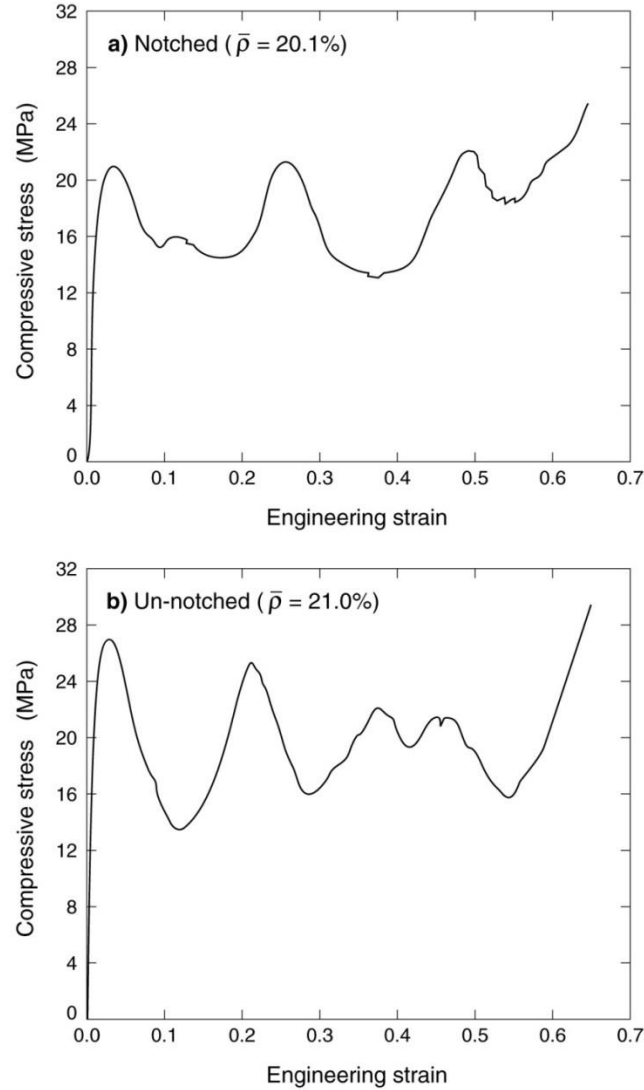 32
a) Notched ( ρ̄ = 20.1%)
28
24
20
16
12
8
4
0
0.0 0.1 0.2 0.3 0.4 0.5 0.6 0.7
Compressive stress (MPa)
Engineering strain
32
b) Un-notched ( ρ̄ = 21.0%)
28
24
20
16
12
8
4
0
0.0 0.1 0.2 0.3 0.4 0.5 0.6 0.7
Compressive stress (MPa)
Engineering strain